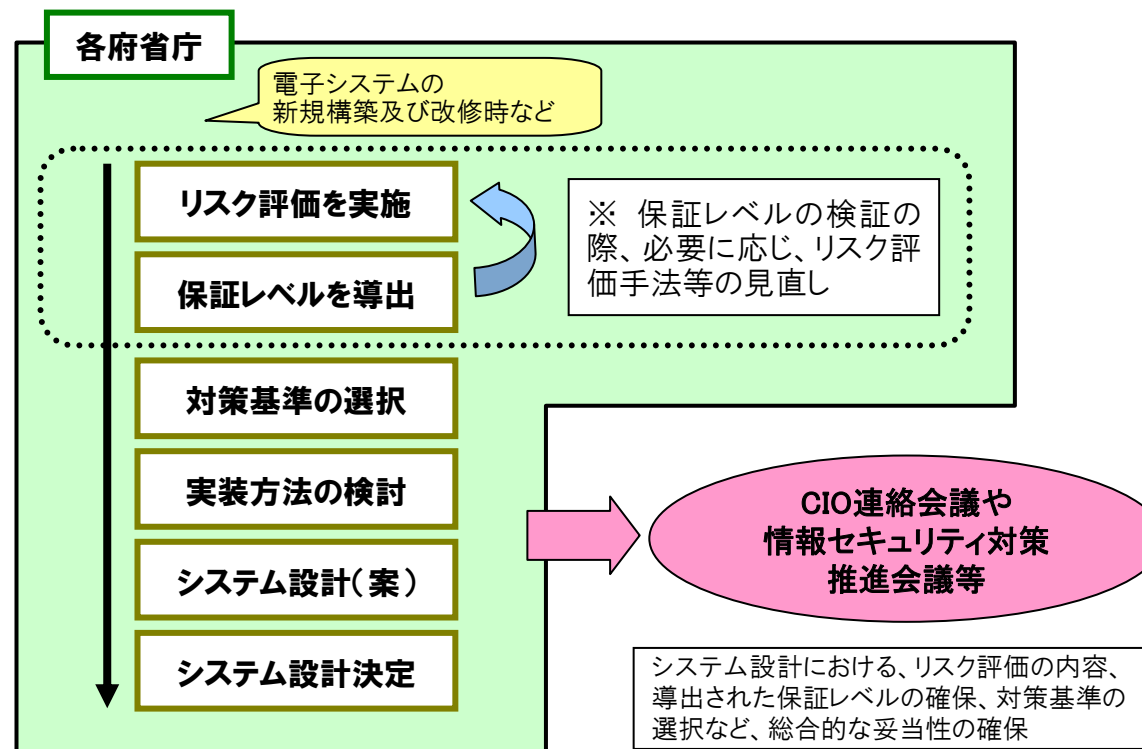 各府省庁
電子システムの
新規構築及び改修時など
リスク評価を実施
保証レベルを導出
※ 保証レベルの検証の
際、必要に応じ、リスク評
価手法等の見直し
対策基準の選択
実装方法の検討
システム設計(案)
システム設計決定
CIO連絡会議や
情報セキュリティ対策
推進会議等
システム設計における、リスク評価の内容、
導出された保証レベルの確保、対策基準の
選択など、総合的な妥当性の確保